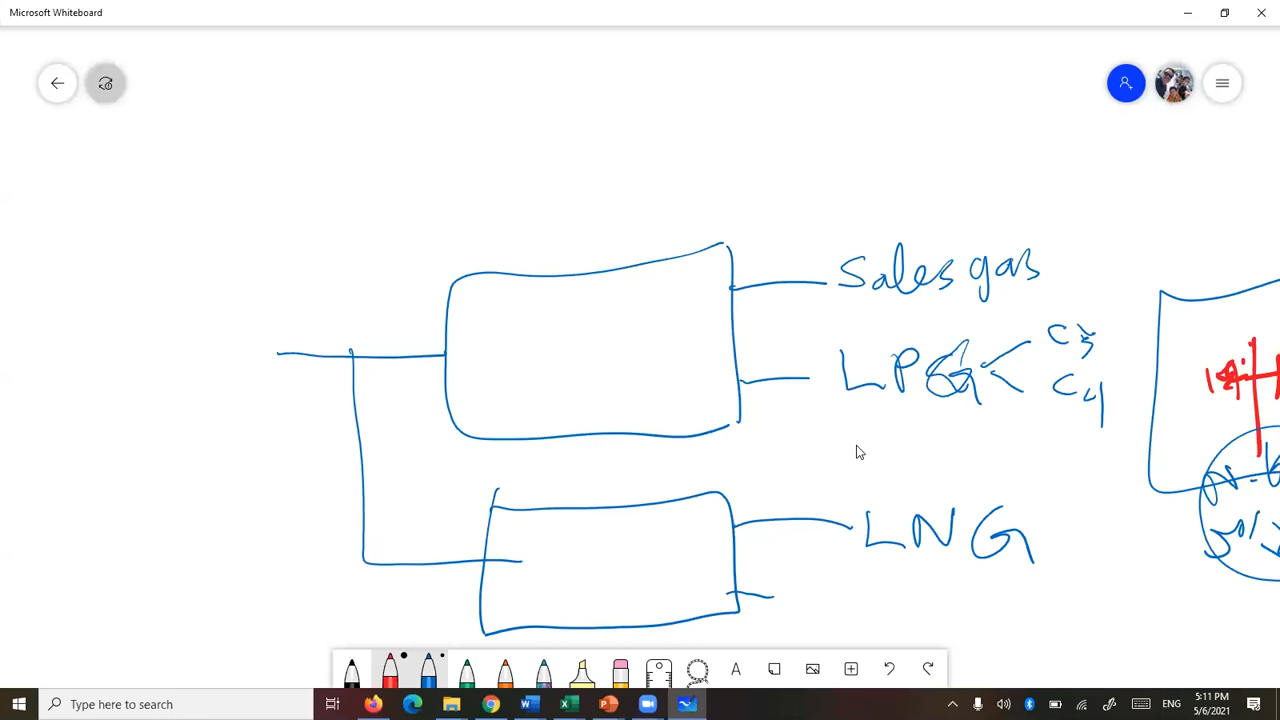 Microsoft Whiteboard
Sales gas
LPG
C3
C4
LNG
Type here to search
ENG
5:11 PM
5/6/2021